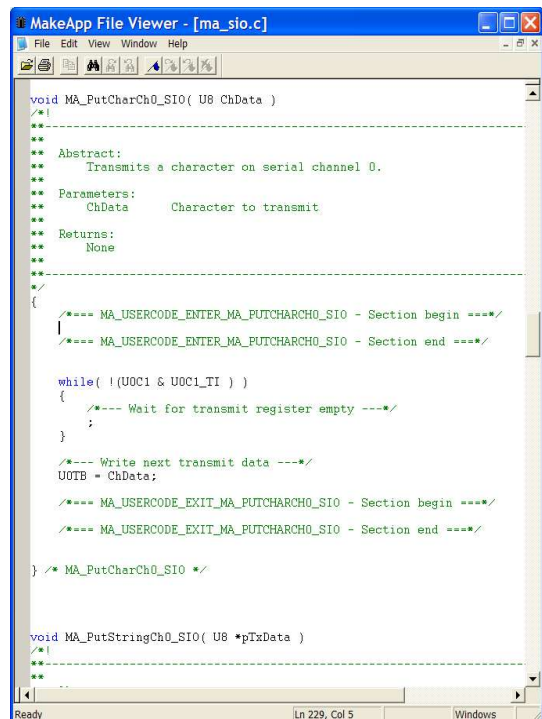 MakeApp File Viewer - [ma_sio.c]
File Edit View Window Help
void MA_PutCharCh0_SIO( U8 ChData )
/*!
**------------------------------------------------------------
**
**  Abstract:
**      Transmits a character on serial channel 0.
**
**  Parameters:
**      ChData      Character to transmit
**
**  Returns:
**      None
**
**------------------------------------------------------------
*/
{
    /*=== MA_USERCODE_ENTER_MA_PUTCHARCH0_SIO - Section begin ===*/
    /*=== MA_USERCODE_ENTER_MA_PUTCHARCH0_SIO - Section end ===*/
    while( !(U0C1 & U0C1_TI ) )
    {
        /*--- Wait for transmit register empty ---*/
        ;
    }
    /*--- Write next transmit data ---*/
    U0TB = ChData;
    /*=== MA_USERCODE_EXIT_MA_PUTCHARCH0_SIO - Section begin ===*/
    /*=== MA_USERCODE_EXIT_MA_PUTCHARCH0_SIO - Section end ===*/
} /* MA_PutCharCh0_SIO */
void MA_PutStringCh0_SIO( U8 *pTxData )
/*!
**------------------------------------------------------------
**
Ready Ln 229, Col 5 Windows